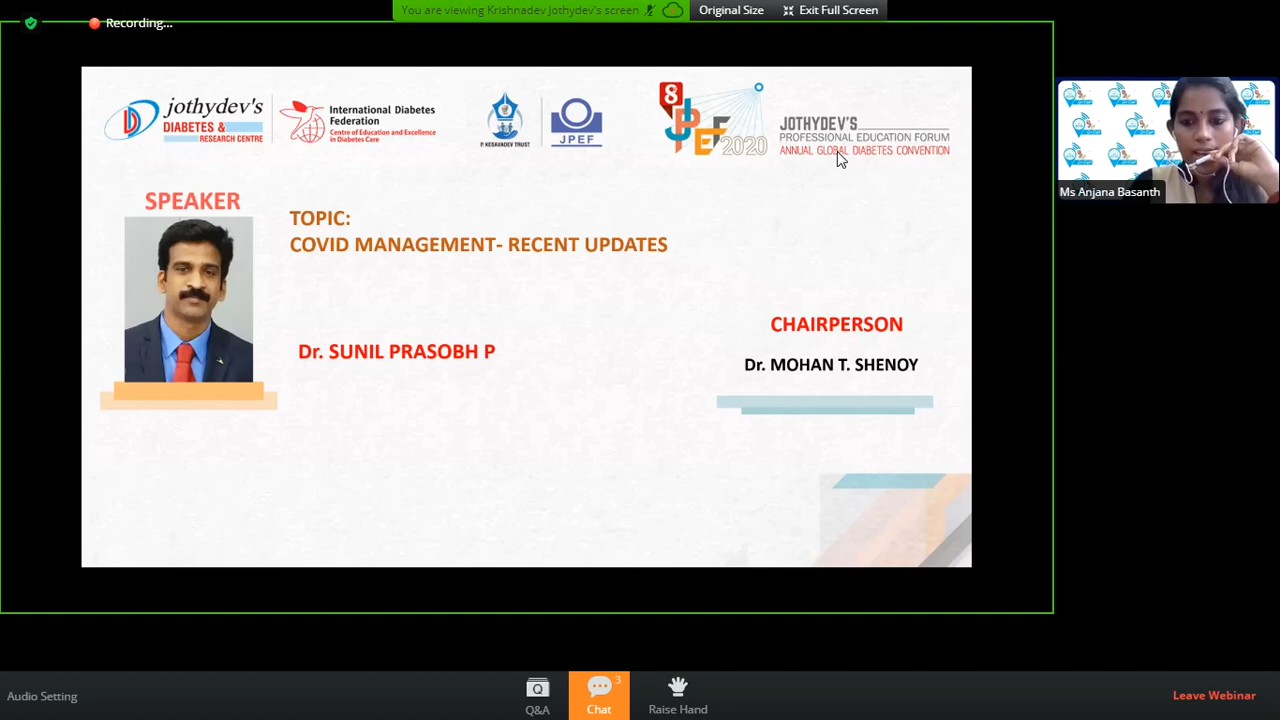 You are viewing Krishnadev Jothydev's screen
Original Size
Exit Full Screen
Recording...
jothydev's
DIABETES &
RESEARCH CENTRE
International Diabetes
Federation
Centre of Education and Excellence
in Diabetes Care
P. KESAVADEV TRUST
JPEF
8
JPEF
2020
JOTHYDEV'S
PROFESSIONAL EDUCATION FORUM
ANNUAL GLOBAL DIABETES CONVENTION
Ms Anjana Basanth
SPEAKER
TOPIC:
COVID MANAGEMENT- RECENT UPDATES
CHAIRPERSON
Dr. SUNIL PRASOBH P
Dr. MOHAN T. SHENOY
Audio Setting
Q
Q&A
3
Chat
Raise Hand
Leave Webinar